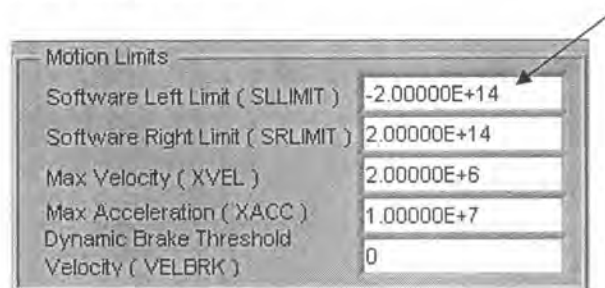 Motion Limits
Software Left Limit ( SLLIMIT ) -2.00000E+14
Software Right Limit ( SRLIMIT ) 2.00000E+14
Max Velocity ( XVEL ) 2.00000E+6
Max Acceleration ( XACC ) 1.00000E+7
Dynamic Brake Threshold
Velocity ( VELBRK ) 0